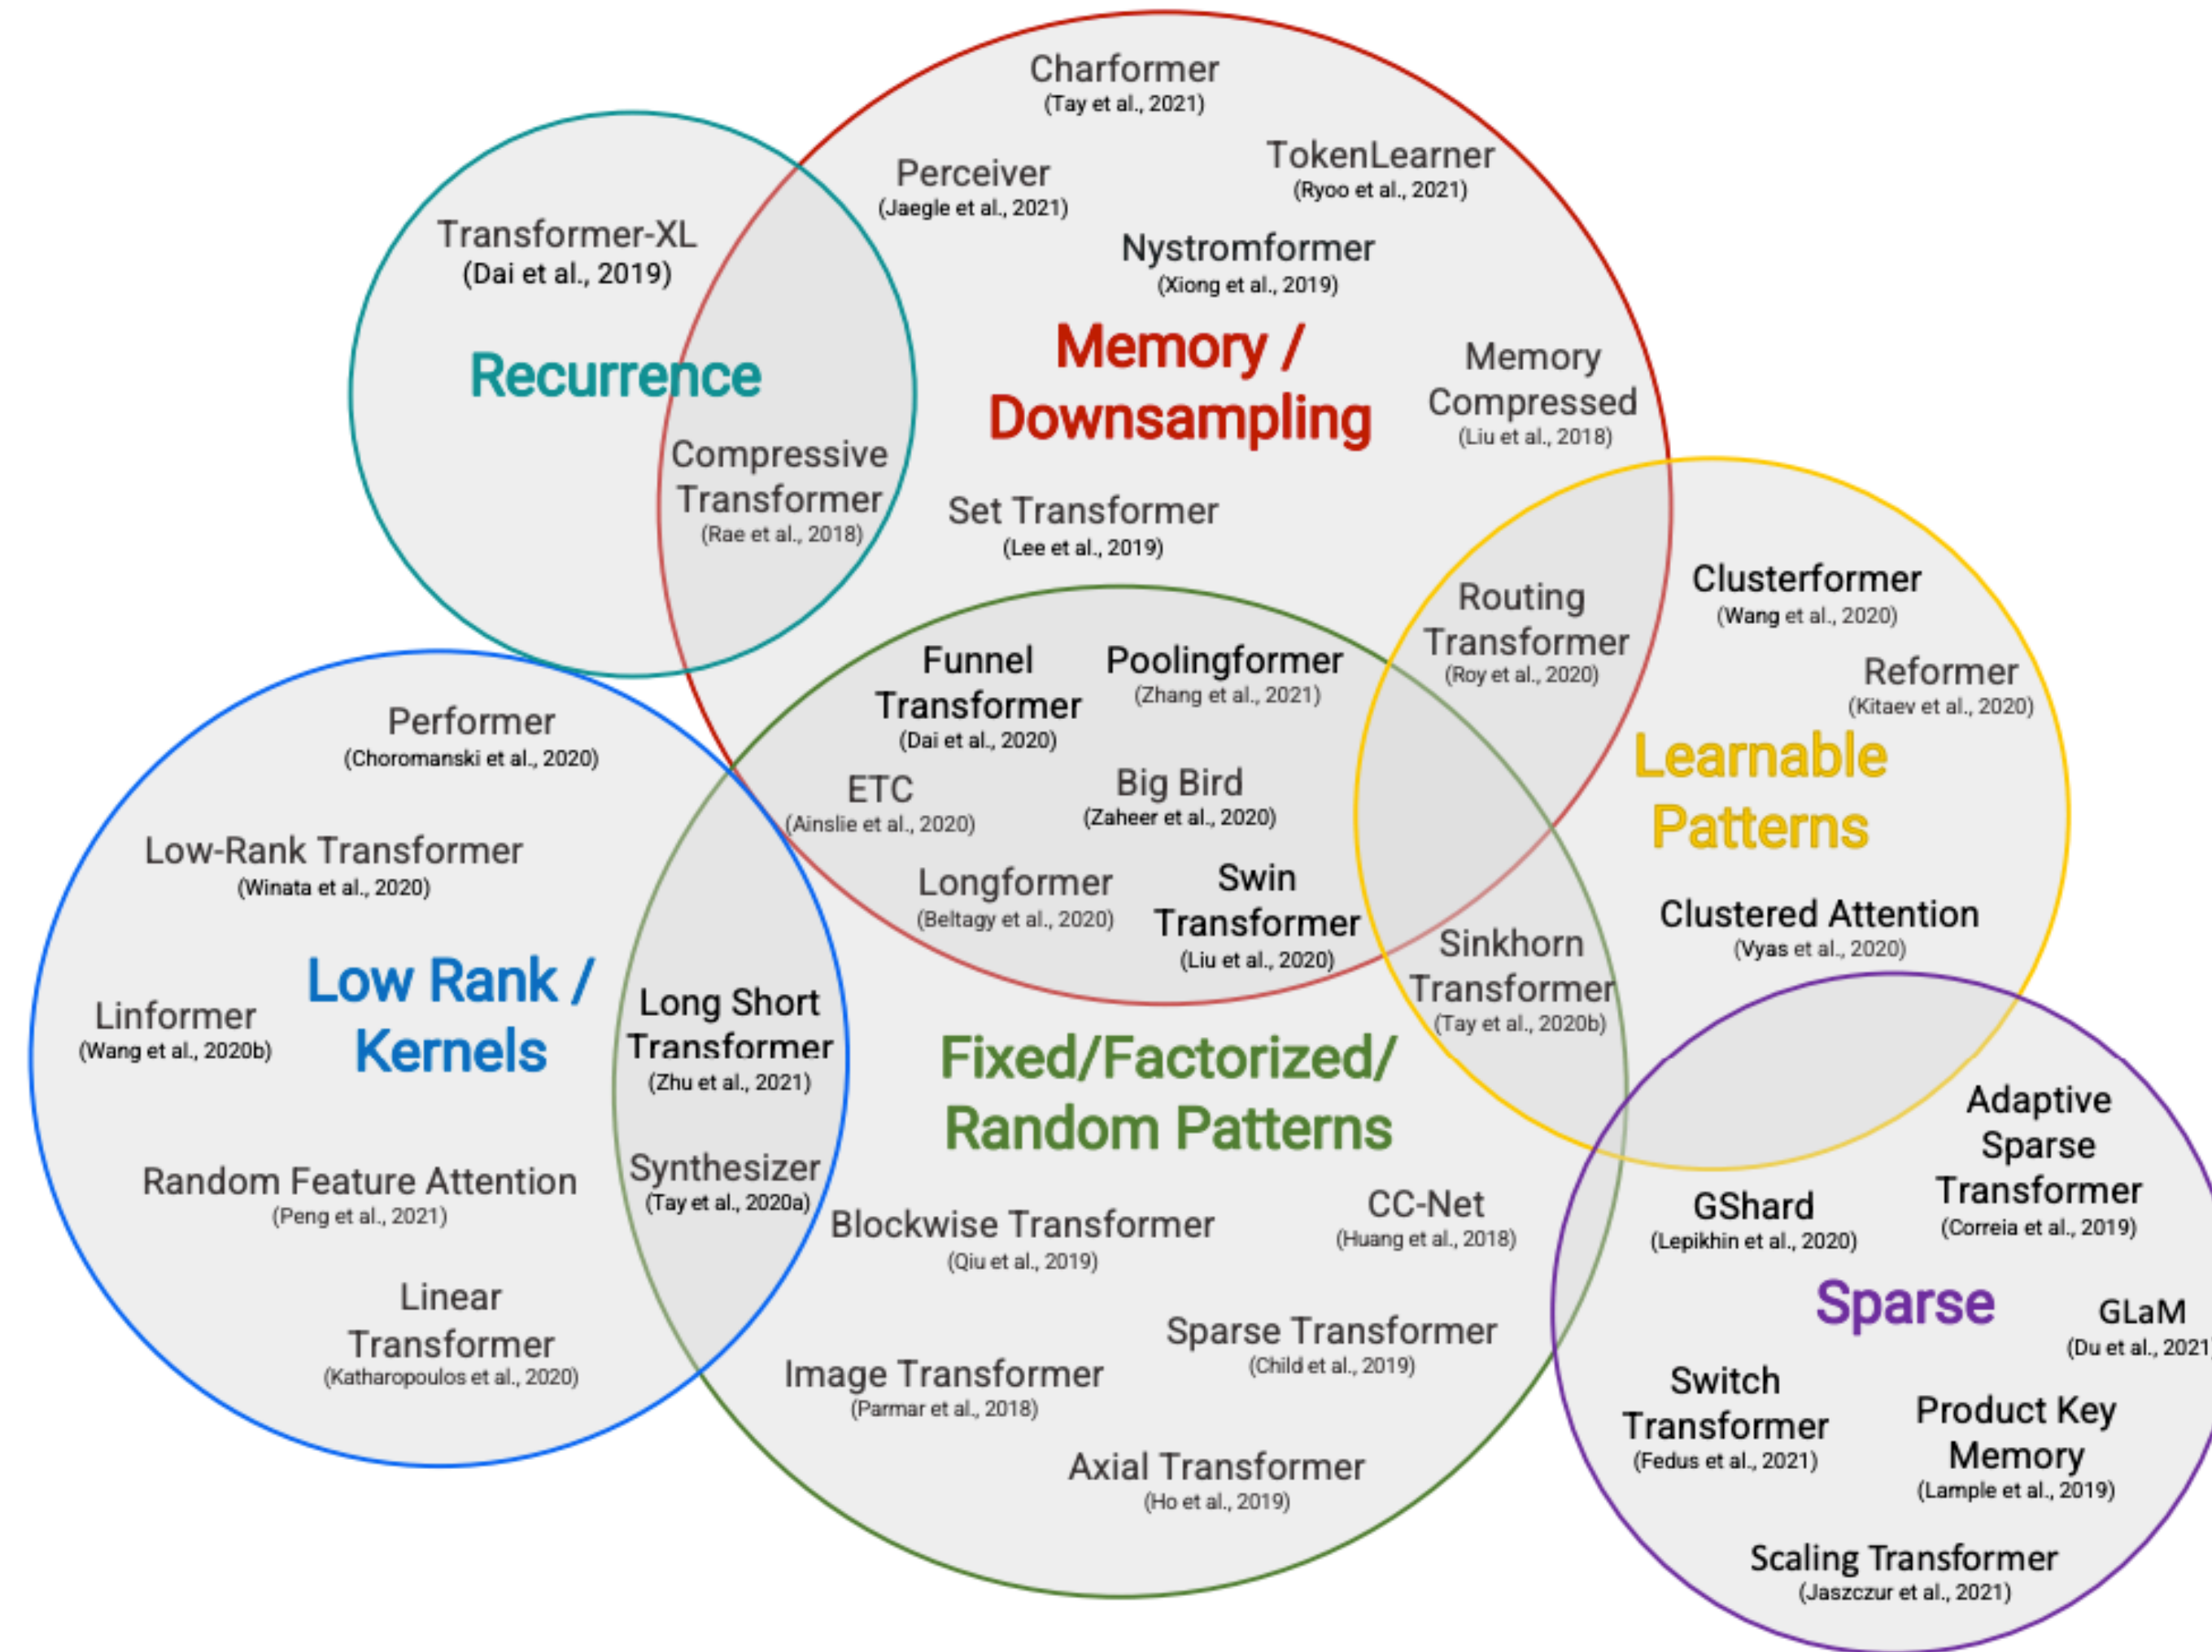 Charformer
(Tay et al., 2021)
Perceiver
(Jaegle et al., 2021)
TokenLearner
(Ryoo et al., 2021)
Nystromformer
(Xiong et al., 2019)
Transformer-XL
(Dai et al., 2019)
Recurrence
Memory /
Downsampling
Memory
Compressed
(Liu et al., 2018)
Compressive
Transformer
(Rae et al., 2018)
Set Transformer
(Lee et al., 2019)
Routing
Transformer
(Roy et al., 2020)
Clusterformer
(Wang et al., 2020)
Reformer
(Kitaev et al., 2020)
Learnable
Patterns
Clustered Attention
(Vyas et al., 2020)
Funnel
Transformer
(Dai et al., 2020)
Poolingformer
(Zhang et al., 2021)
ETC
(Ainslie et al., 2020)
Big Bird
(Zaheer et al., 2020)
Longformer
(Beltagy et al., 2020)
Swin
Transformer
(Liu et al., 2020)
Sinkhorn
Transformer
(Tay et al., 2020b)
Performer
(Choromanski et al., 2020)
Low-Rank Transformer
(Winata et al., 2020)
Low Rank /
Kernels
Linformer
(Wang et al., 2020b)
Long Short
Transformer
(Zhu et al., 2021)
Synthesizer
(Tay et al., 2020a)
Random Feature Attention
(Peng et al., 2021)
Linear
Transformer
(Katharopoulos et al., 2020)
Fixed/Factorized/
Random Patterns
Blockwise Transformer
(Qiu et al., 2019)
CC-Net
(Huang et al., 2018)
Sparse Transformer
(Child et al., 2019)
Image Transformer
(Parmar et al., 2018)
Axial Transformer
(Ho et al., 2019)
Adaptive
Sparse
Transformer
(Correia et al., 2019)
GShard
(Lepikhin et al., 2020)
Sparse
GLaM
(Du et al., 2021)
Switch
Transformer
(Fedus et al., 2021)
Product Key
Memory
(Lample et al., 2019)
Scaling Transformer
(Jaszczur et al., 2021)